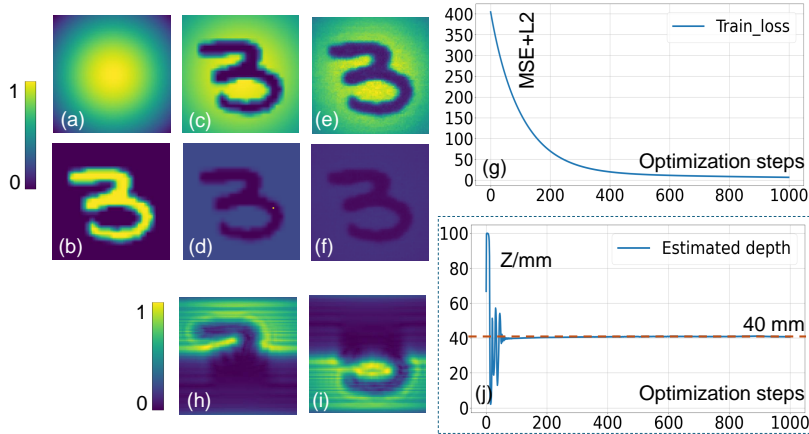 1
0
(a)
(c)
(e)
(b)
(d)
(f)
1
0
(h)
(i)
400
350
300
250
200
150
100
50
0
MSE+L2
Train_loss
(g)
Optimization steps
0
200
400
600
800
1000
100
80
60
40
20
0
Z/mm
Estimated depth
40 mm
(j)
Optimization steps
0
200
400
600
800
1000